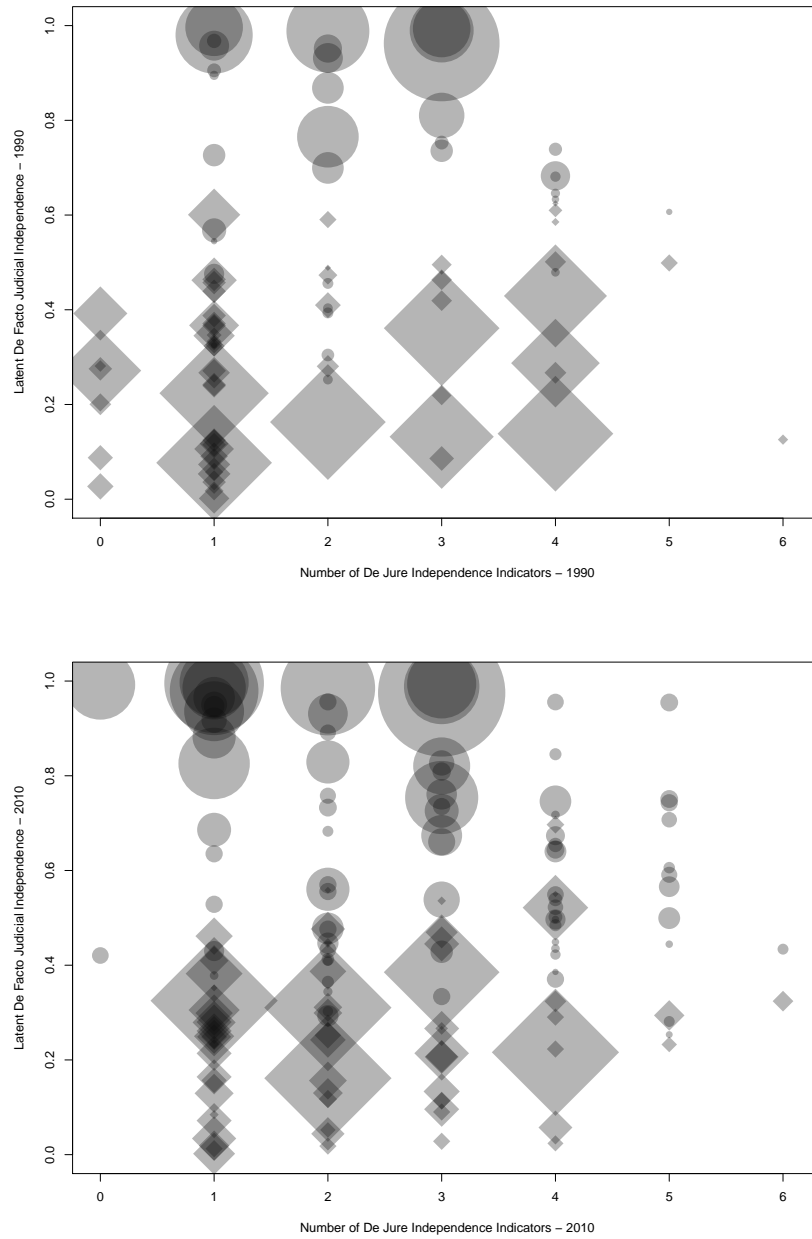 1.0
0.8
0.6
0.4
0.2
0.0
Latent De Facto Judicial Independence – 1990
0 1 2 3 4 5 6
Number of De Jure Independence Indicators – 1990
1.0
0.8
0.6
0.4
0.2
0.0
Latent De Facto Judicial Independence – 2010
0 1 2 3 4 5 6
Number of De Jure Independence Indicators – 2010